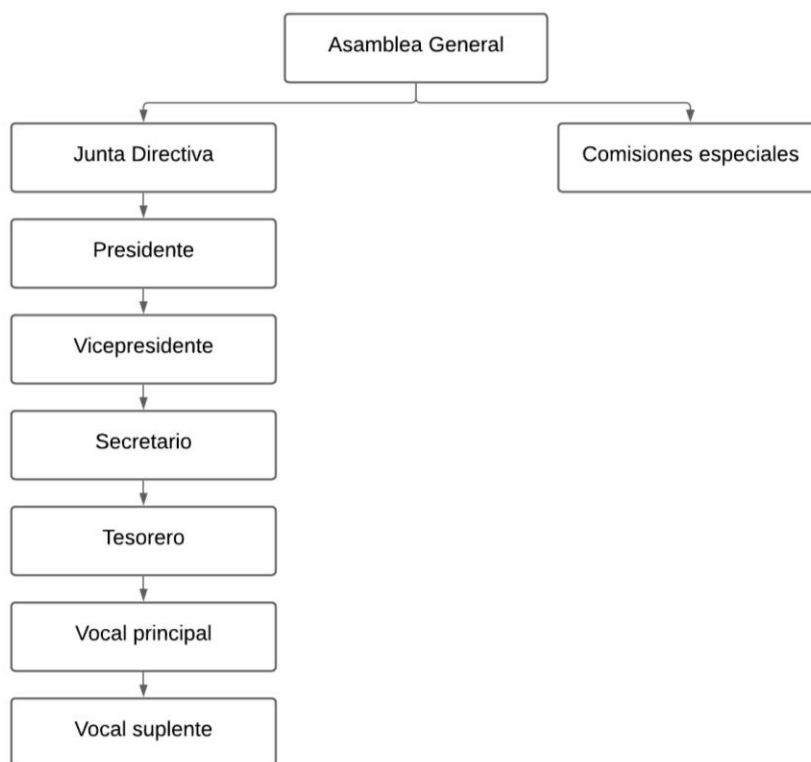 Asamblea General
Junta Directiva
Comisiones especiales
Presidente
Vicepresidente
Secretario
Tesorero
Vocal principal
Vocal suplente